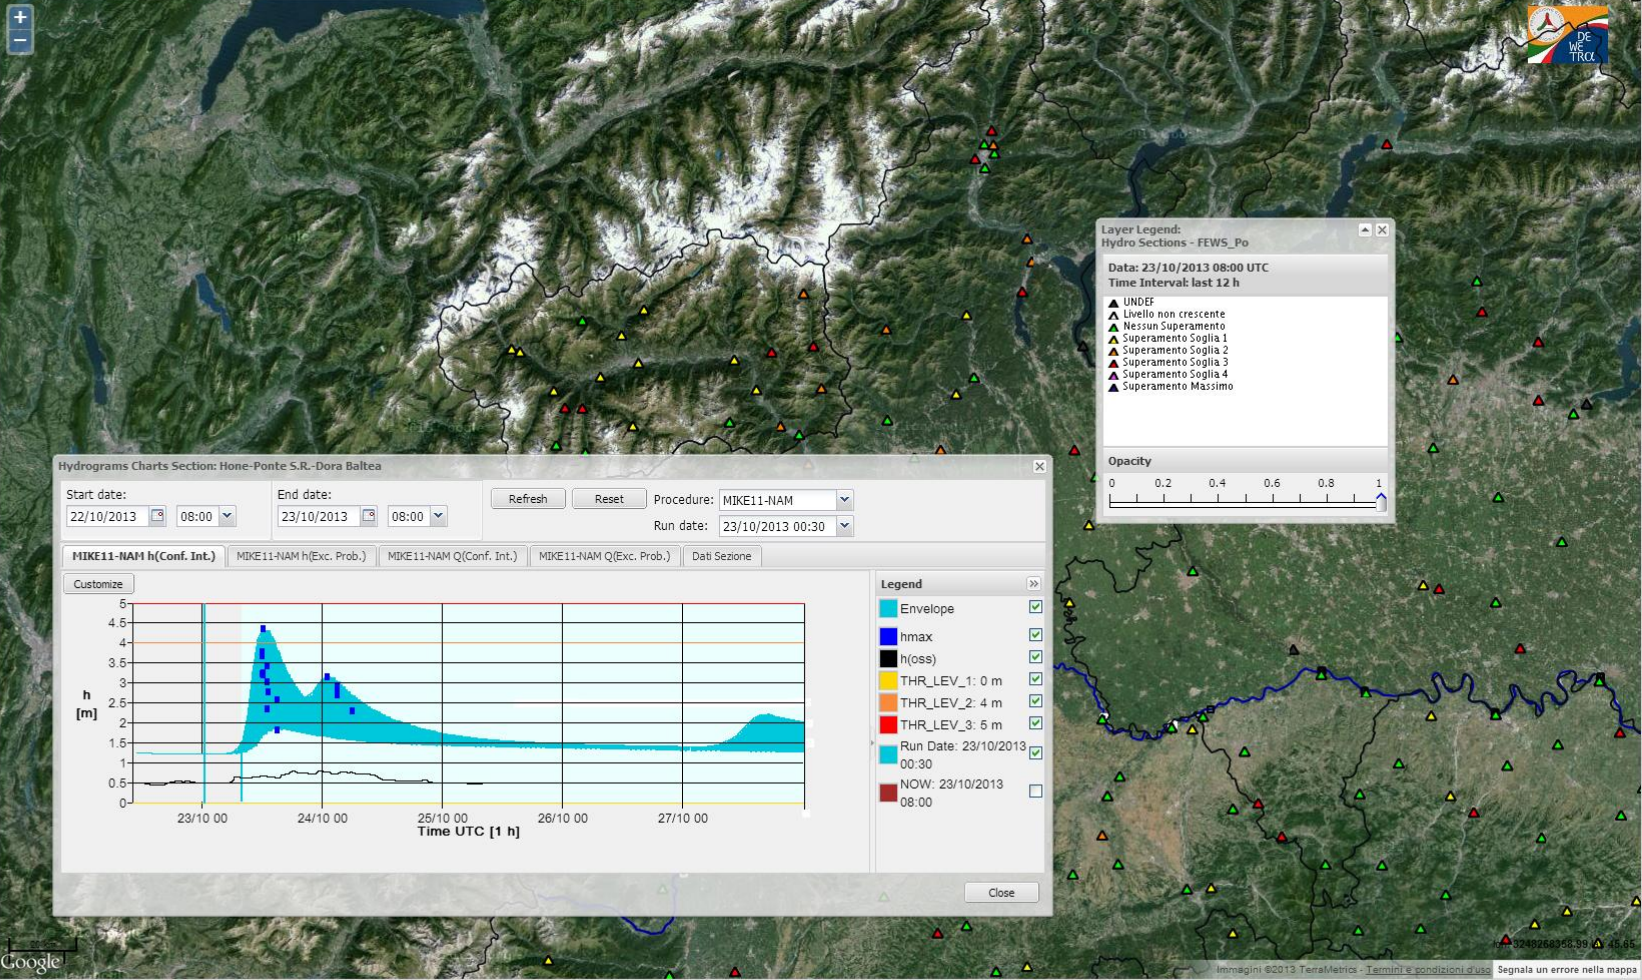 +
−
DE
WE
TRα
Layer Legend:
Hydro Sections - FEWS_Po
Data: 23/10/2013 08:00 UTC
Time Interval: last 12 h
UNDEF
Livello non crescente
Nessun Superamento
Superamento Soglia 1
Superamento Soglia 2
Superamento Soglia 3
Superamento Soglia 4
Superamento Massimo
Opacity
0 0.2 0.4 0.6 0.8 1
Hydrograms Charts Section: Hone-Ponte S.R.-Dora Baltea
Start date:
22/10/2013 08:00
End date:
23/10/2013 08:00
Refresh Reset Procedure: MIKE11-NAM
Run date: 23/10/2013 00:30
MIKE11-NAM h(Conf. Int.) MIKE11-NAM h(Exc. Prob.) MIKE11-NAM Q(Conf. Int.) MIKE11-NAM Q(Exc. Prob.) Dati Sezione
Customize
5
4.5
4
3.5
3
2.5
2
1.5
1
0.5
0
h
[m]
23/10 00 24/10 00 25/10 00 26/10 00 27/10 00
Time UTC [1 h]
Legend
Envelope
hmax
h(oss)
THR_LEV_1: 0 m
THR_LEV_2: 4 m
THR_LEV_3: 5 m
Run Date: 23/10/2013
00:30
NOW: 23/10/2013
08:00
Close
Google
Immagini ©2013 TerraMetrics - Termini e condizioni d'uso Segnala un errore nella mappa